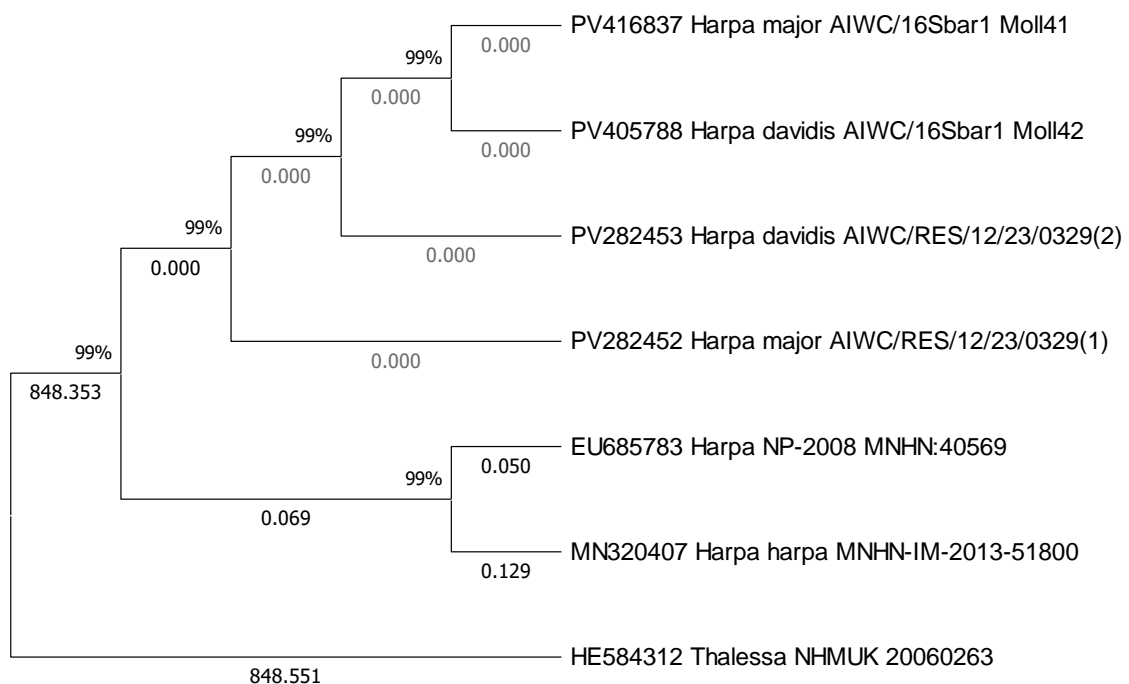 PV416837 Harpa major AIWC/16Sbar1 Moll41
0.000
99%
0.000
PV405788 Harpa davidis AIWC/16Sbar1 Moll42
0.000
99%
0.000
PV282453 Harpa davidis AIWC/RES/12/23/0329(2)
0.000
99%
0.000
PV282452 Harpa major AIWC/RES/12/23/0329(1)
0.000
99%
848.353
EU685783 Harpa NP-2008 MNHN:40569
0.050
99%
0.069
MN320407 Harpa harpa MNHN-IM-2013-51800
0.129
HE584312 Thalessa NHMUK 20060263
848.551